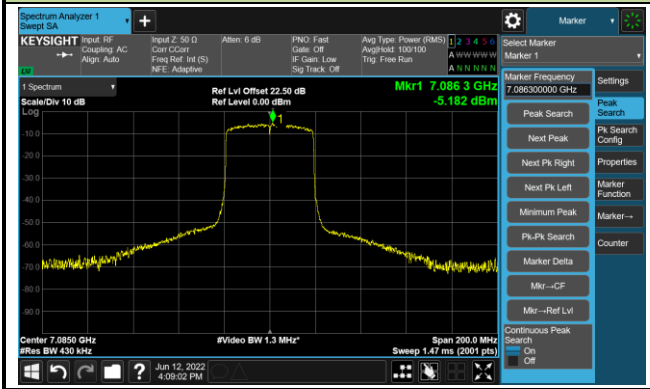 Spectrum Analyzer 1
Swept SA
+
Marker
KEYSIGHT
Input: RF
Coupling: AC
Align: Auto
Input Z: 50 Ω
Corr CCorr
Freq Ref: Int (S)
NFE: Adaptive
Atten: 6 dB
PNO: Fast
Gate: Off
IF Gain: Low
Sig Track: Off
Avg Type: Power (RMS)
Avg|Hold: 100/100
Trig: Free Run
1 2 3 4 5 6
A W W W W W
A N N N N N
LXI
Select Marker
Marker 1
1 Spectrum
Scale/Div 10 dB
Ref Lvl Offset 22.50 dB
Ref Level 0.00 dBm
Mkr1 7.086 3 GHz
-5.182 dBm
Log
1
-10.0
-20.0
-30.0
-40.0
-50.0
-60.0
-70.0
-80.0
-90.0
Center 7.0850 GHz
#Res BW 430 kHz
#Video BW 1.3 MHz*
Span 200.0 MHz
Sweep 1.47 ms (2001 pts)
Marker Frequency
7.086300000 GHz
Peak Search
Next Peak
Next Pk Right
Next Pk Left
Minimum Peak
Pk-Pk Search
Marker Delta
Mkr→CF
Mkr→Ref Lvl
Continuous Peak
Search
On
Off
Settings
Peak
Search
Pk Search
Config
Properties
Marker
Function
Marker→
Counter
?
Jun 12, 2022
4:09:02 PM